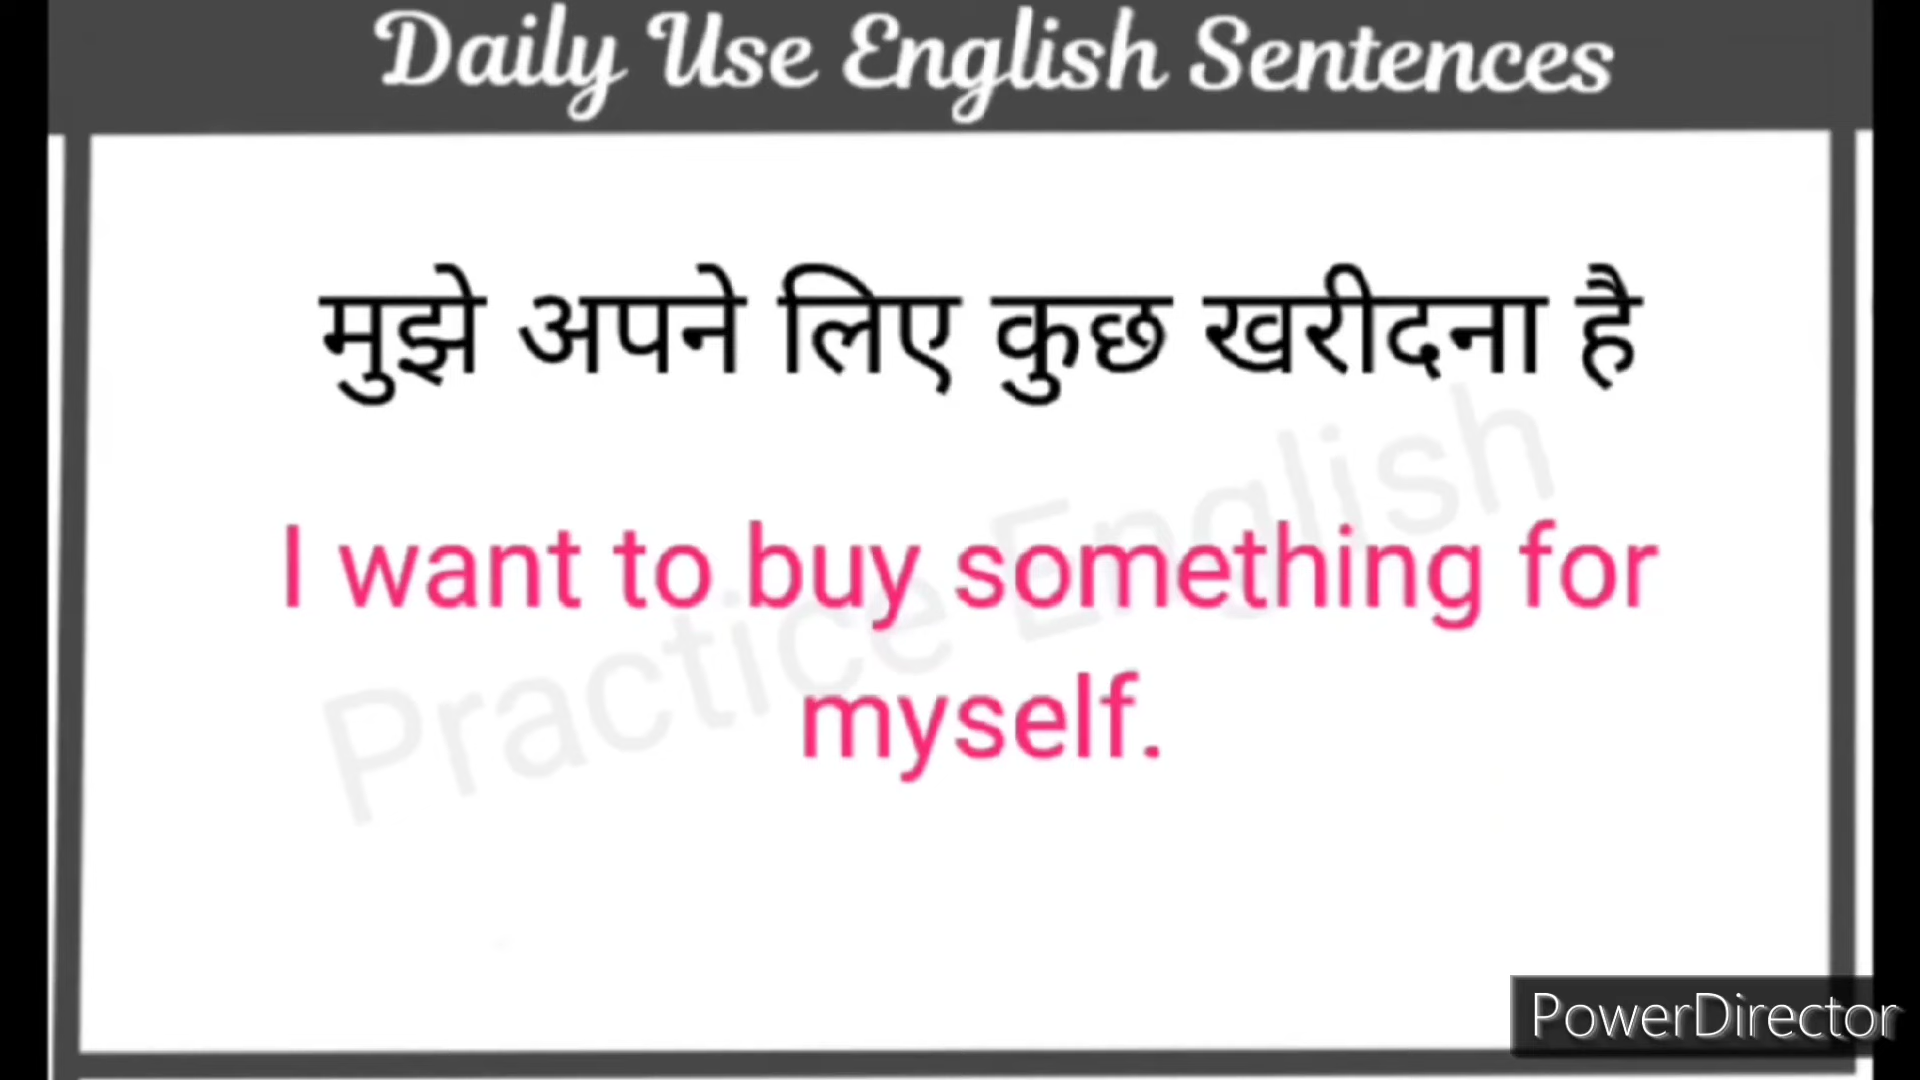 Daily Use English Sentences
मुझे अपने लिए कुछ खरीदना है
I want to buy something for
myself.
Practice English
PowerDirector